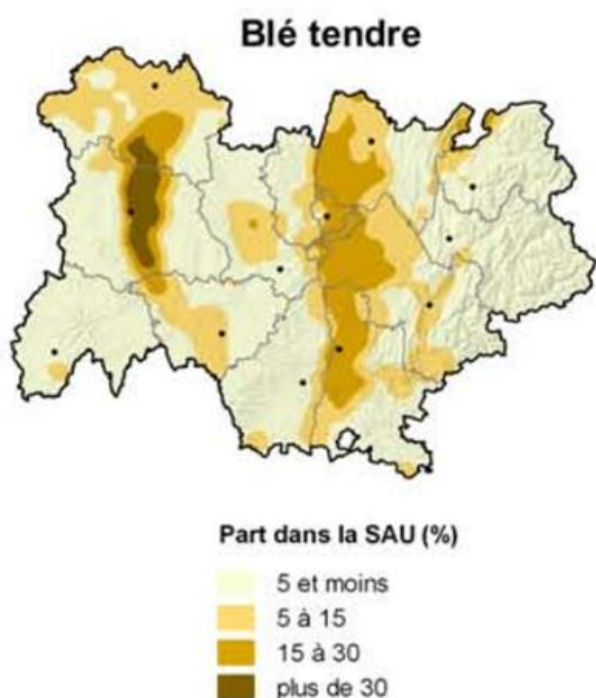 Blé tendre
Part dans la SAU (%)
5 et moins
5 à 15
15 à 30
plus de 30